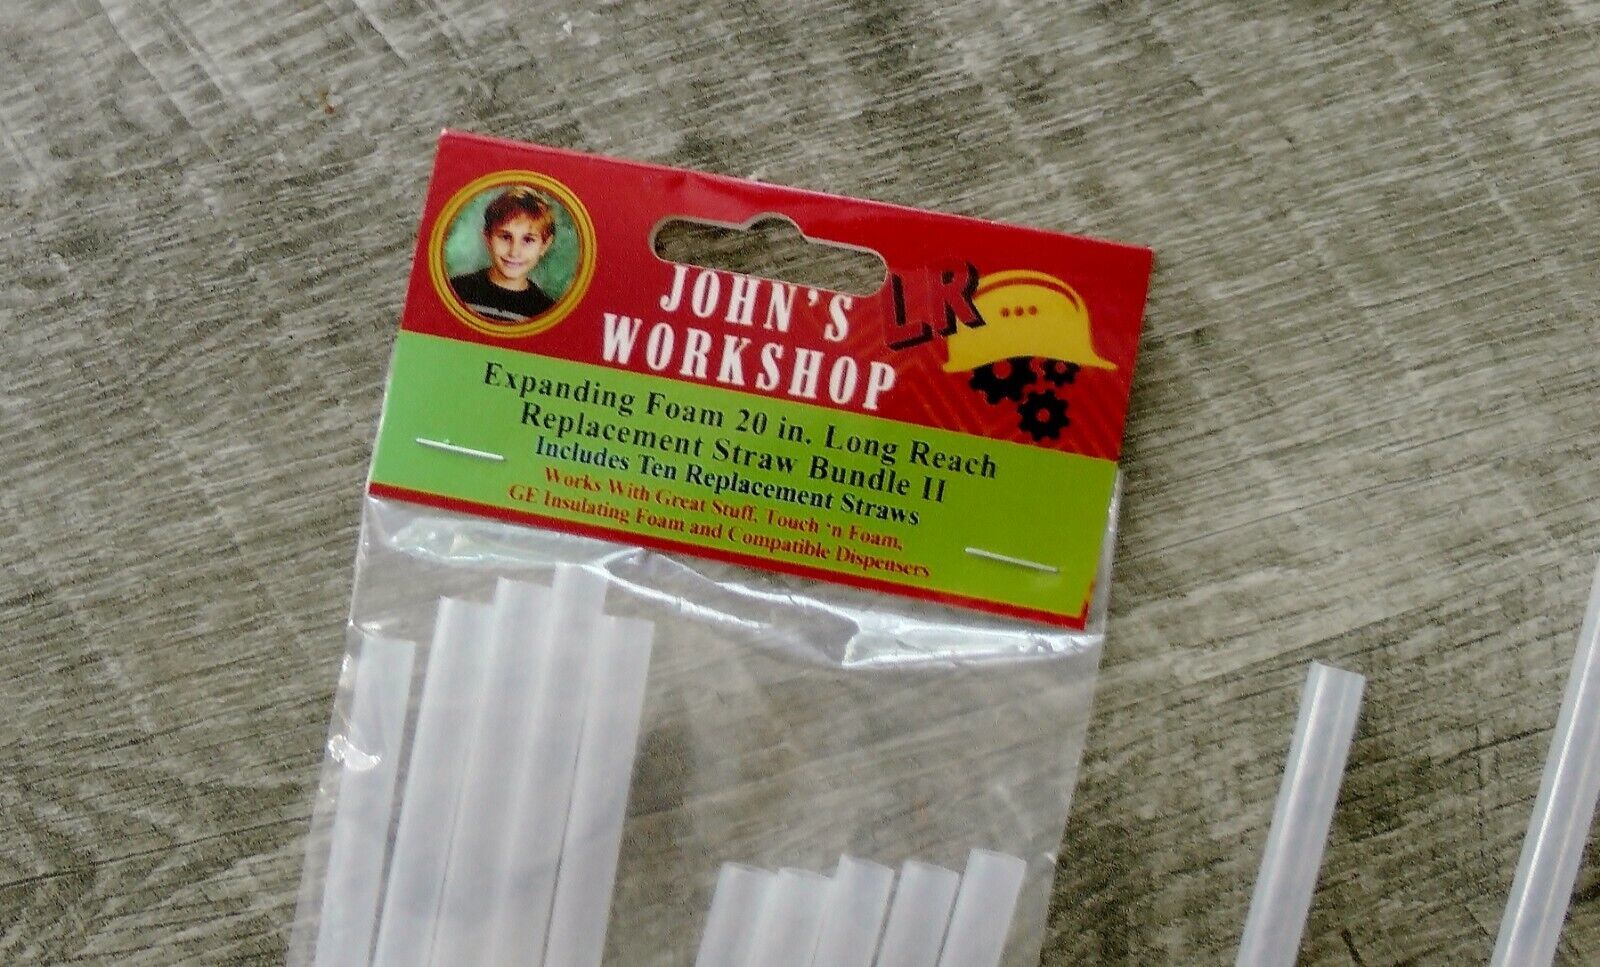 JOHN'S
WORKSHOP
LR
Expanding Foam 20 in. Long Reach
Replacement Straw Bundle II
Includes Ten Replacement Straws
Works With Great Stuff, Touch 'n Foam,
GE Insulating Foam and Compatible Dispensers